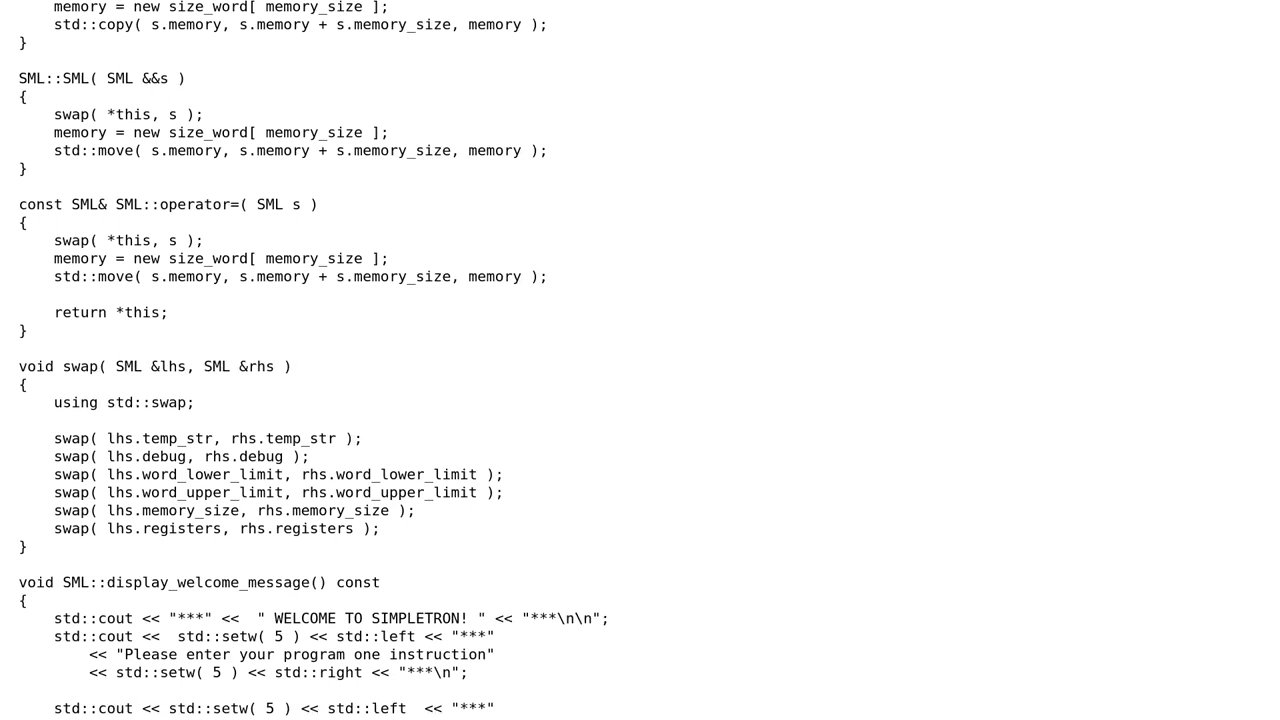 memory = new size_word[ memory_size ];
    std::copy( s.memory, s.memory + s.memory_size, memory );
}

SML::SML( SML &&s )
{
    swap( *this, s );
    memory = new size_word[ memory_size ];
    std::move( s.memory, s.memory + s.memory_size, memory );
}

const SML& SML::operator=( SML s )
{
    swap( *this, s );
    memory = new size_word[ memory_size ];
    std::move( s.memory, s.memory + s.memory_size, memory );

    return *this;
}

void swap( SML &lhs, SML &rhs )
{
    using std::swap;

    swap( lhs.temp_str, rhs.temp_str );
    swap( lhs.debug, rhs.debug );
    swap( lhs.word_lower_limit, rhs.word_lower_limit );
    swap( lhs.word_upper_limit, rhs.word_upper_limit );
    swap( lhs.memory_size, rhs.memory_size );
    swap( lhs.registers, rhs.registers );
}

void SML::display_welcome_message() const
{
    std::cout << "***" <<  " WELCOME TO SIMPLETRON! " << "***\n\n";
    std::cout <<  std::setw( 5 ) << std::left << "***"
        << "Please enter your program one instruction"
        << std::setw( 5 ) << std::right << "***\n";

    std::cout << std::setw( 5 ) << std::left  << "***"